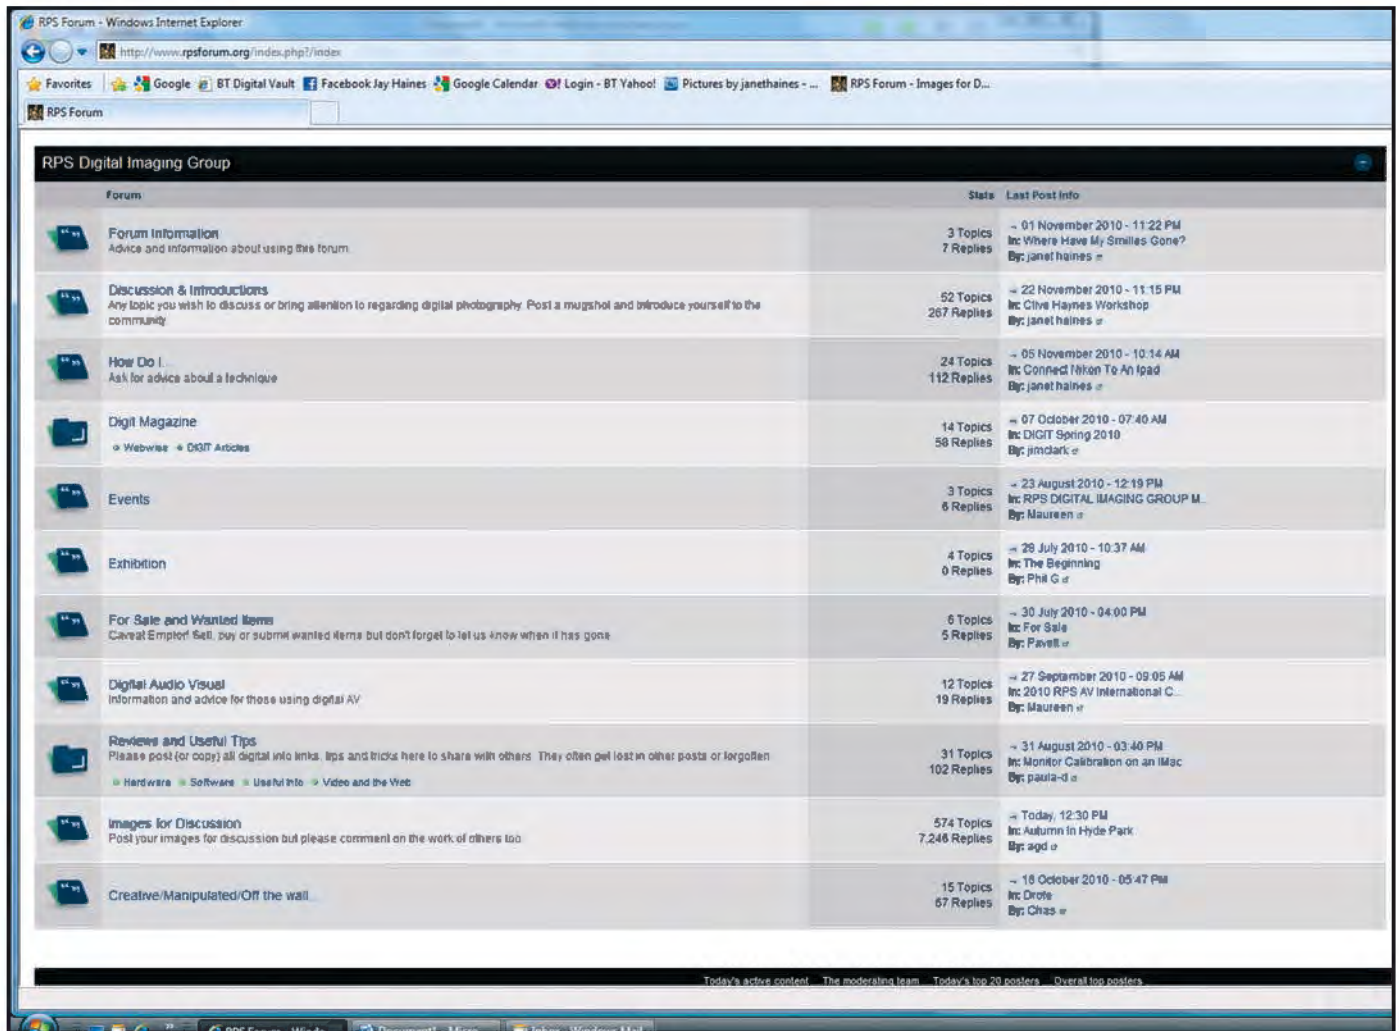 RPS Forum - Windows Internet Explorer
http://www.rpsforum.org/index.php?/index
Favorites Google BT Digital Vault Facebook Jay Haines Google Calendar Login - BT Yahoo! Pictures by janethaines - ... RPS Forum - Images for D...
RPS Forum
RPS Digital Imaging Group
Forum Stats Last Post Info
Forum Information
Advice and information about using this forum
3 Topics
7 Replies
01 November 2010 - 11:22 PM
In: Where Have My Smilies Gone?
By: janet haines
Discussion & Introductions
Any topic you wish to discuss or bring attention to regarding digital photography. Post a mugshot and introduce yourself to the
community
52 Topics
267 Replies
22 November 2010 - 11:15 PM
In: Clive Haynes Workshop
By: janet haines
How Do I...
Ask for advice about a technique
24 Topics
112 Replies
05 November 2010 - 10:14 AM
In: Connect Nikon To An Ipad
By: janet haines
Digit Magazine
Webwise DIGIT Articles
14 Topics
58 Replies
07 October 2010 - 07:40 AM
In: DIGIT Spring 2010
By: jimclark
Events
3 Topics
6 Replies
23 August 2010 - 12:19 PM
In: RPS DIGITAL IMAGING GROUP M...
By: Maureen
Exhibition
4 Topics
0 Replies
28 July 2010 - 10:37 AM
In: The Beginning
By: Phil G
For Sale and Wanted Items
Caveat Emptor! Sell, buy or submit wanted items but don't forget to let us know when it has gone
6 Topics
5 Replies
30 July 2010 - 04:00 PM
In: For Sale
By:
Digital Audio Visual
Information and advice for those using digital AV
12 Topics
19 Replies
27 September 2010 - 09:05 AM
In: 2010 RPS AV International C...
By: Maureen
Reviews and Useful Tips
Please post (or copy) all digital info links, tips and tricks here to share with others. They often get lost in other posts or forgotten
Hardware Software Useful Info Video and the Web
31 Topics
102 Replies
31 August 2010 - 03:40 PM
In: Monitor Calibration on an iMac
By: paula-d
Images for Discussion
Post your images for discussion but please comment on the work of others too
574 Topics
7,246 Replies
Today, 12:30 PM
In: Autumn In Hyde Park
By: agd
Creative/Manipulated/Off the wall...
15 Topics
67 Replies
18 October 2010 - 05:47 PM
In:
By: Chas
Today's active content The moderating team Today's top 20 posters Overall top posters
RPS Forum - Windo... Document1 - Micro... Inbox - Windows Mail